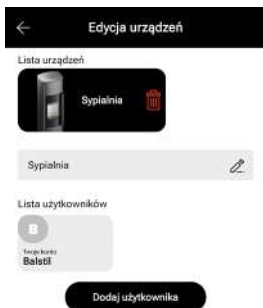 Edycja urządzeń
Lista urządzeń
Sypialnia
Sypialnia
Lista użytkowników
B
Twoje konto
Balstil
Dodaj użytkownika